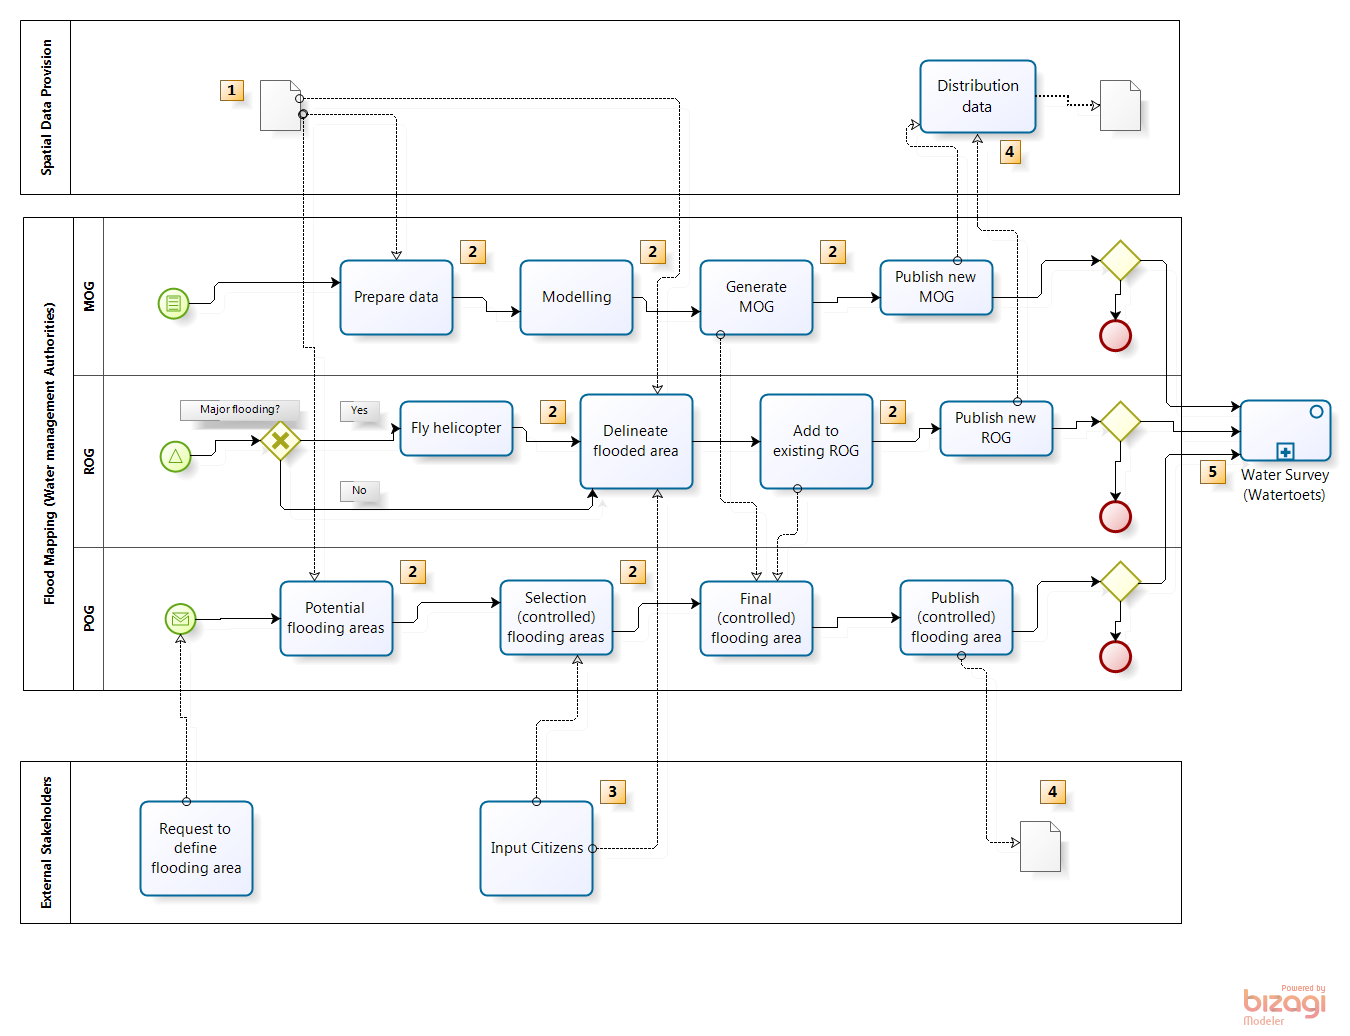 Spatial Data Provision
1
Distribution
data
4
Flood Mapping (Water management Authorities)
MOG
2
2
2
Prepare data
Modelling
Generate
MOG
Publish new
MOG
ROG
Major flooding?
Yes
No
Fly helicopter
2
Delineate
flooded area
Add to
existing ROG
2
Publish new
ROG
5
Water Survey
(Watertoets)
POG
Potential
flooding areas
2
Selection
(controlled)
flooding areas
2
Final
(controlled)
flooding area
Publish
(controlled)
flooding area
External Stakeholders
Request to
define
flooding area
Input Citizens
3
4
Powered by
bizagi
Modeler